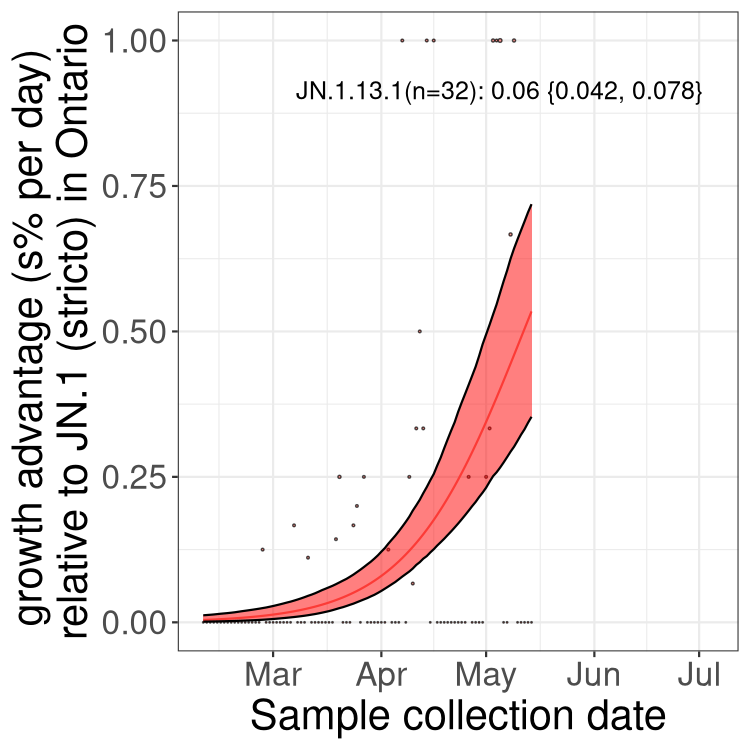 growth advantage (s% per day)
relative to JN.1 (stricto) in Ontario
1.00
0.75
0.50
0.25
0.00
JN.1.13.1(n=32): 0.06 {0.042, 0.078}
Mar Apr May Jun Jul
Sample collection date